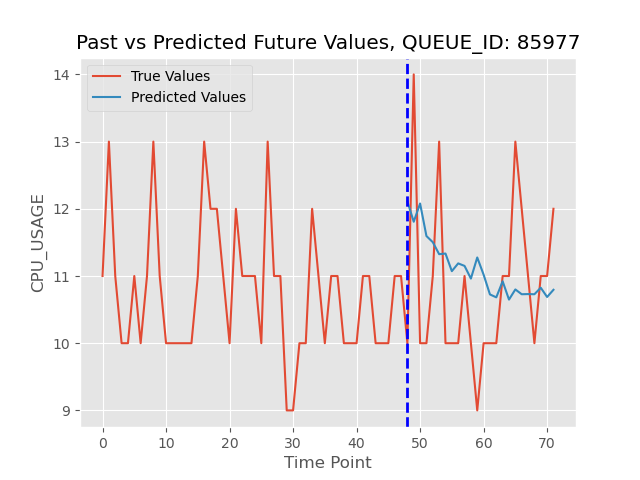 Past vs Predicted Future Values, QUEUE_ID: 85977
True Values
Predicted Values
14
13
12
11
10
9
CPU_USAGE
0 10 20 30 40 50 60 70
Time Point